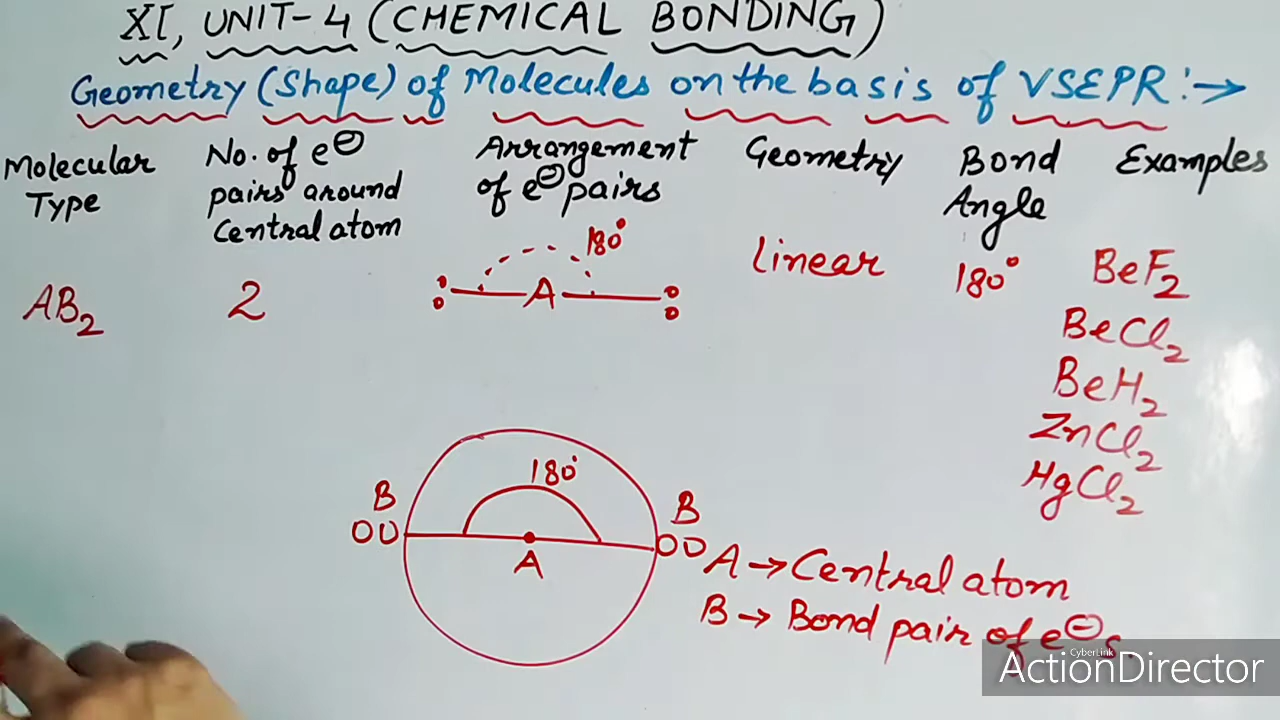 XI, UNIT-4 (CHEMICAL BONDING)
Geometry (Shape) of Molecules on the basis of VSEPR:→
Molecular Type
No. of e⊖ pairs around Central atom
Arrangement of e⊖ pairs
Geometry
Bond Angle
Examples
AB₂
2
180°
A
linear
180°
BeF₂
BeCl₂
BeH₂
ZnCl₂
HgCl₂
180°
B
B
A
A → Central atom
B → Bond pair of e⊖s.
CyberLink
ActionDirector